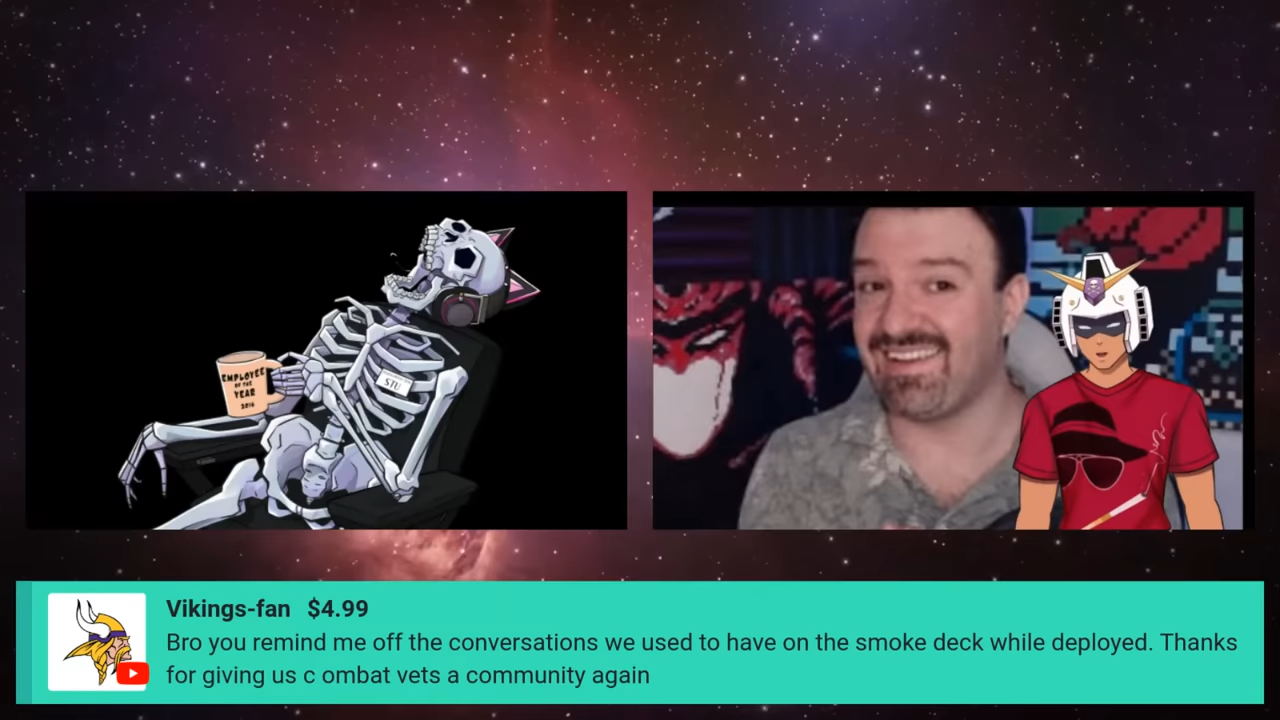 EMPLOYEE
OF THE
YEAR
2016
STU
Vikings-fan $4.99
Bro you remind me off the conversations we used to have on the smoke deck while deployed. Thanks
for giving us c ombat vets a community again